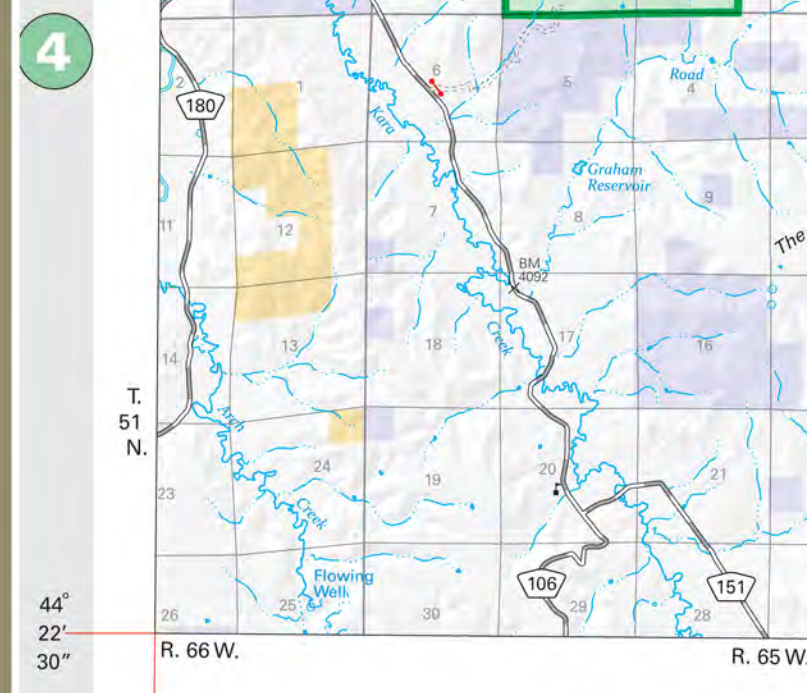 4
6
5
4
Road
2
1
180
Kara
Graham
Reservoir
9
7
8
11
12
The
BM
4092
Creek
17
13
18
16
14
T.
51
N.
Arch
24
19
20
21
23
Creek
106
151
Flowing
Well
44°
22'
30"
26
25
30
29
28
R. 66 W.
R. 65 W.